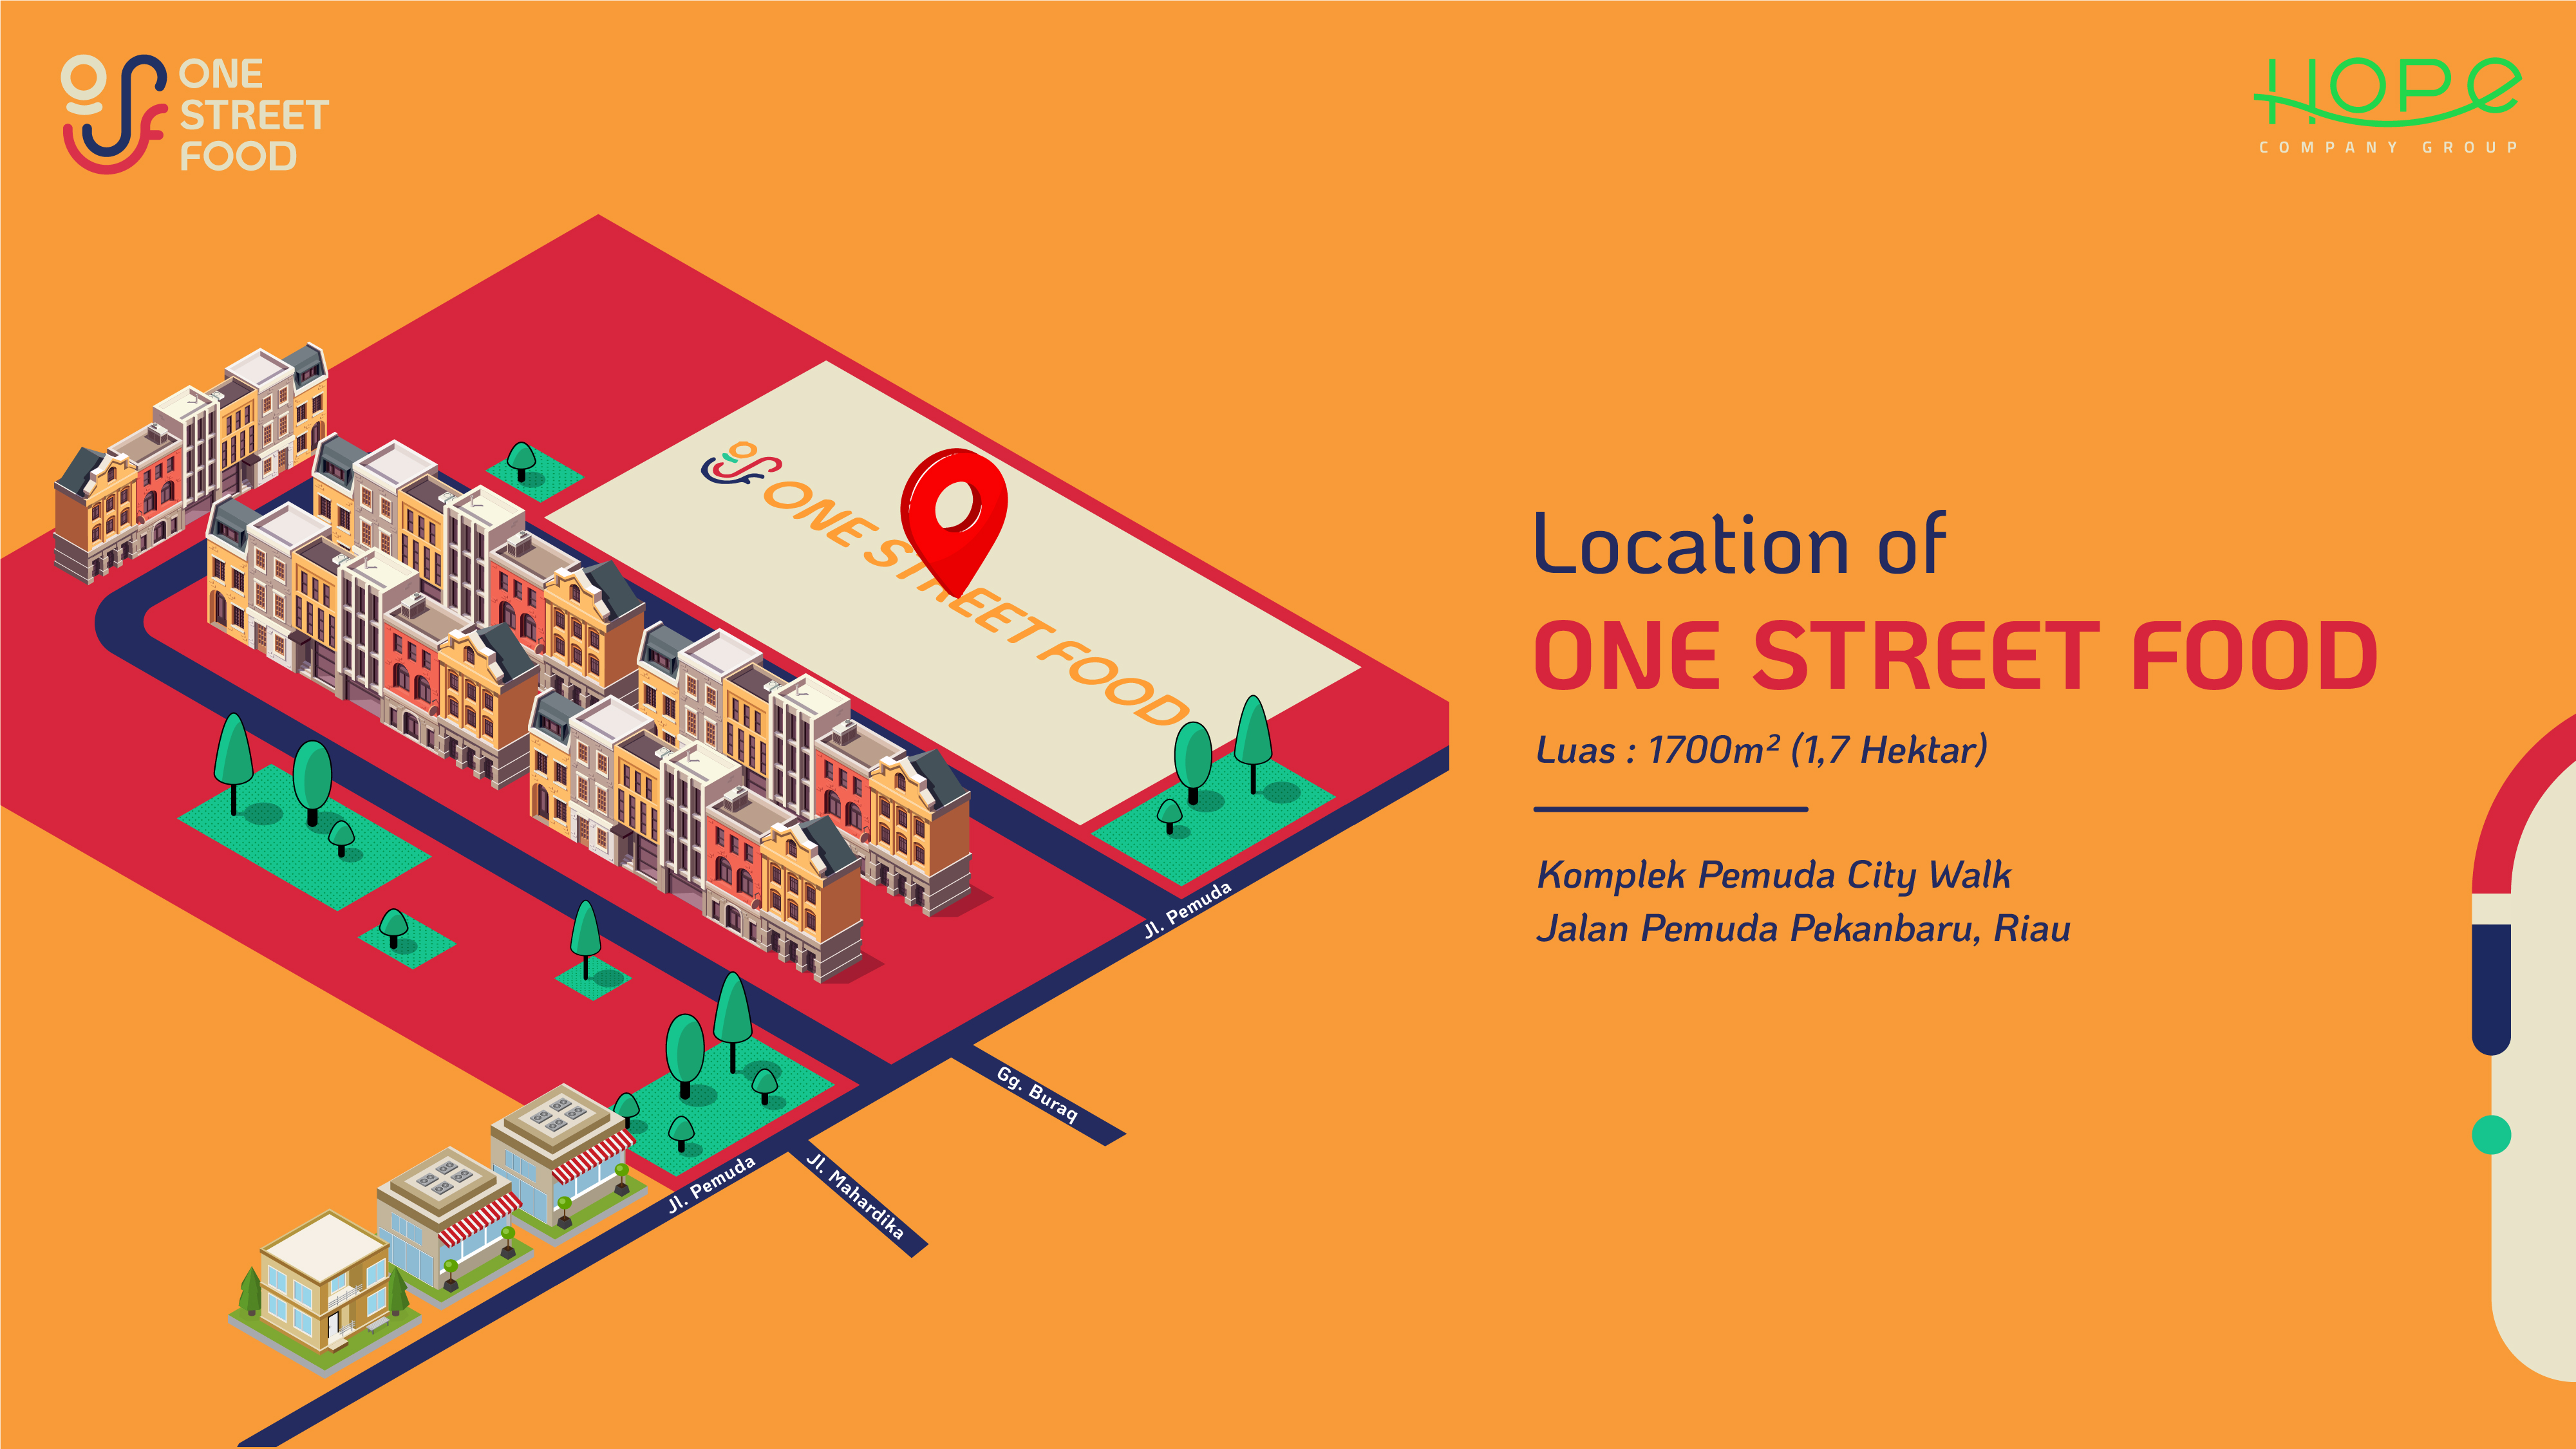 ONE
STREET
FOOD
HOPE
COMPANY GROUP
ONE STREET FOOD
Jl. Pemuda
Gg. Buraq
Jl. Mahardika
Jl. Pemuda
Location of
ONE STREET FOOD
Luas : 1700m² (1,7 Hektar)
Komplek Pemuda City Walk
Jalan Pemuda Pekanbaru, Riau